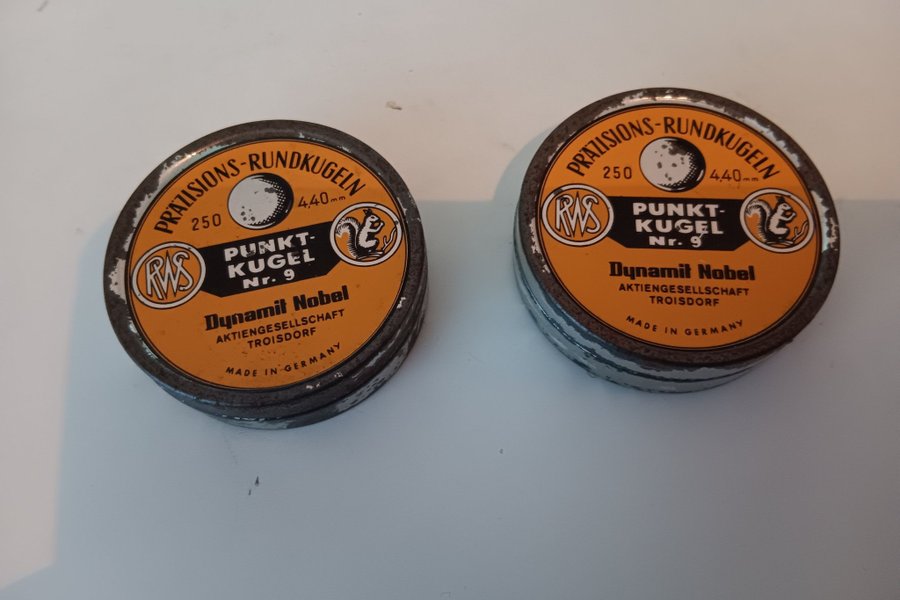 PRÄZISIONS-RUNDKUGELN
250 4,40 mm
RWS
PUNKT-
KUGEL
Nr. 9
Dynamit Nobel
AKTIENGESELLSCHAFT
TROISDORF
MADE IN GERMANY
PRÄZISIONS-RUNDKUGELN
250 4,40 mm
RWS
PUNKT-
KUGEL
Nr. 9
Dynamit Nobel
AKTIENGESELLSCHAFT
TROISDORF
MADE IN GERMANY